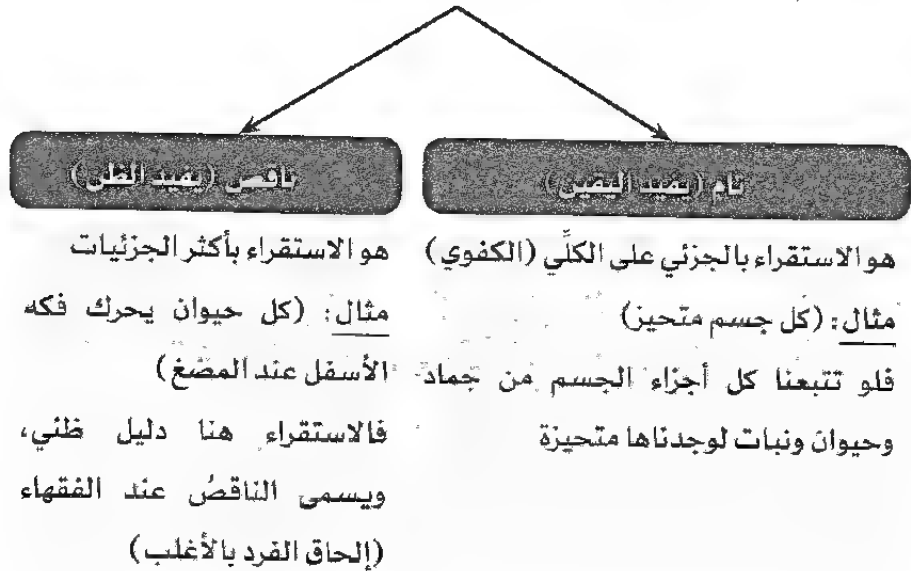 تام (يفيد اليقين)
هو الاستقراء بالجزئي على الكلِّي (الكفوي)
مثال: (كل جسم متحيز)
فلو تتبعنا كل أجزاء الجسم من جماد
وحيوان ونبات لوجدناها متحيزة
ناقص (يفيد الظن)
هو الاستقراء بأكثر الجزئيات
مثال: (كل حيوان يحرك فكه
الأسفل عند المضغ)
فالاستقراء هنا دليل ظني،
ويسمى الناقصُ عند الفقهاء
(إلحاق الفرد بالأغلب)